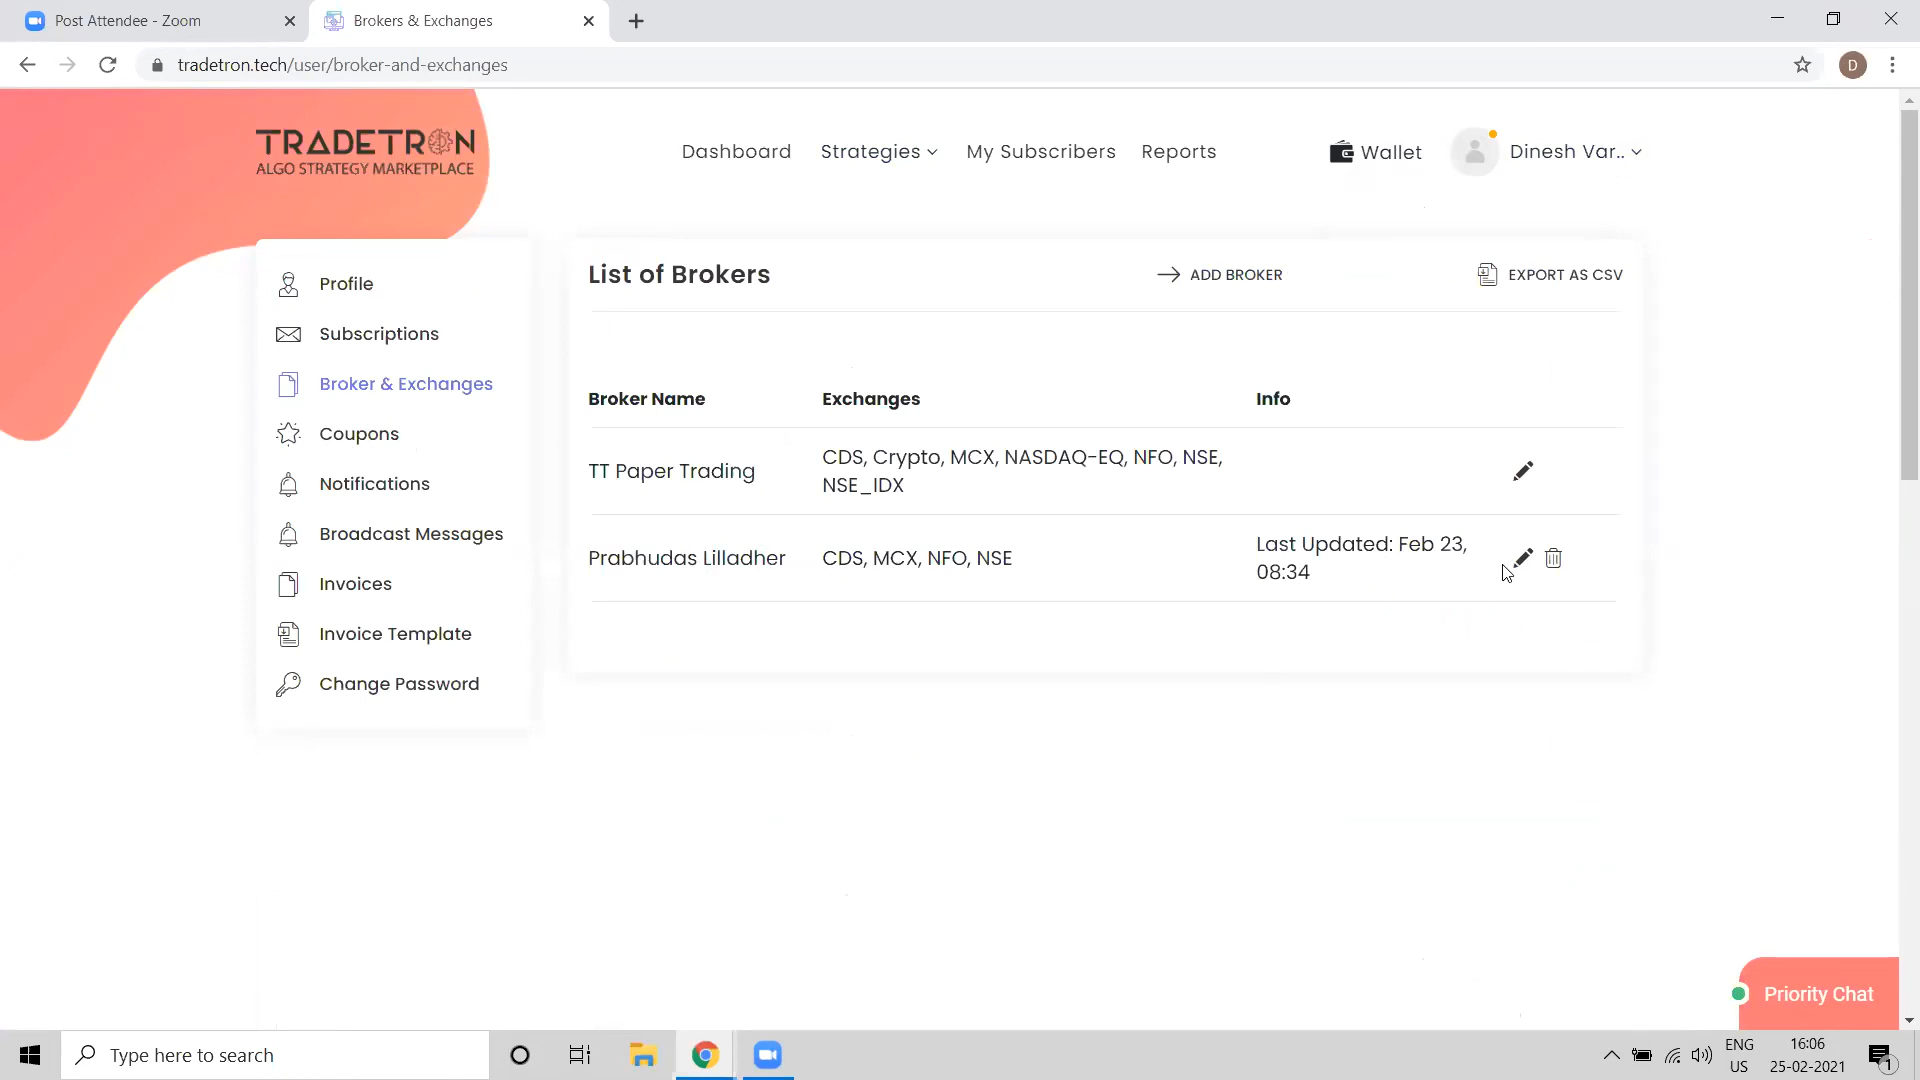 Post Attendee - Zoom
Brokers & Exchanges
tradetron.tech/user/broker-and-exchanges
D
TRADETRON
ALGO STRATEGY MARKETPLACE
Dashboard
Strategies
My Subscribers
Reports
Wallet
Dinesh Var..
Profile
Subscriptions
Broker & Exchanges
Coupons
Notifications
Broadcast Messages
Invoices
Invoice Template
Change Password
List of Brokers
ADD BROKER
EXPORT AS CSV
Broker Name
Exchanges
Info
TT Paper Trading
CDS, Crypto, MCX, NASDAQ-EQ, NFO, NSE,
NSE_IDX
Prabhudas Lilladher
CDS, MCX, NFO, NSE
Last Updated: Feb 23,
08:34
Priority Chat
Type here to search
ENG
US
16:06
25-02-2021
1